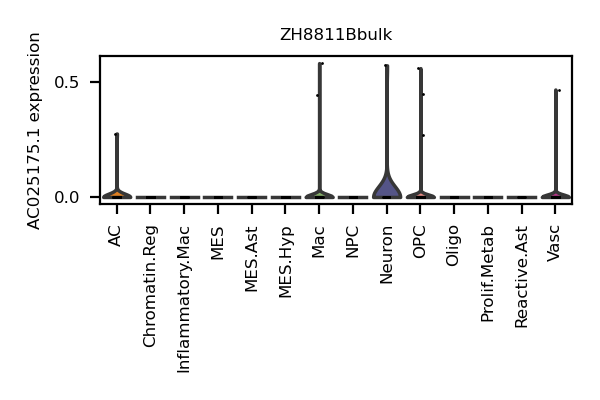 ZH8811Bbulk
AC025175.1 expression
0.5
0.0
AC
Chromatin.Reg
Inflammatory.Mac
MES
MES.Ast
MES.Hyp
Mac
NPC
Neuron
OPC
Oligo
Prolif.Metab
Reactive.Ast
Vasc